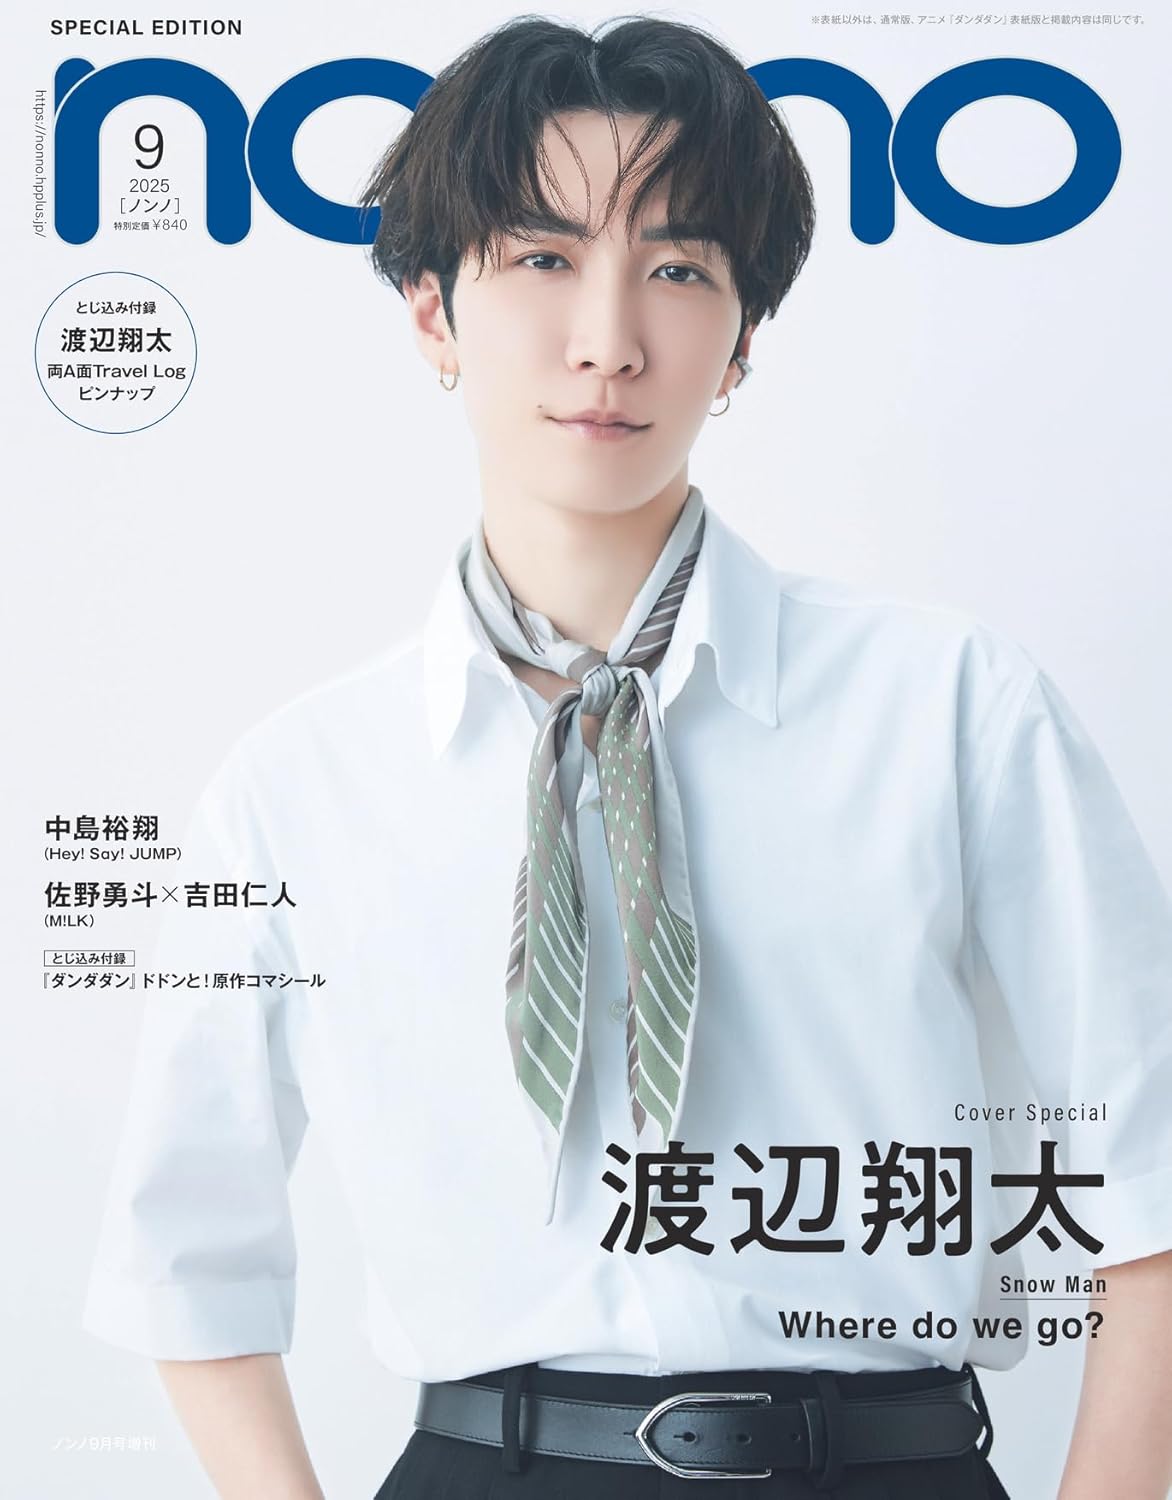 SPECIAL EDITION
※表紙以外は、通常版、アニメ『ダンダダン』表紙版と掲載内容は同じです。
nonno
https://nonno.hpplus.jp/
9
2025
[ノンノ]
特別定価¥840
とじ込み付録
渡辺翔太
両A面Travel Log
ピンナップ
中島裕翔
(Hey! Say! JUMP)
佐野勇斗×吉田仁人
(M!LK)
とじ込み付録
『ダンダダン』ドドンと!原作コマシール
Cover Special
渡辺翔太
Snow Man
Where do we go?
ノンノ9月号増刊